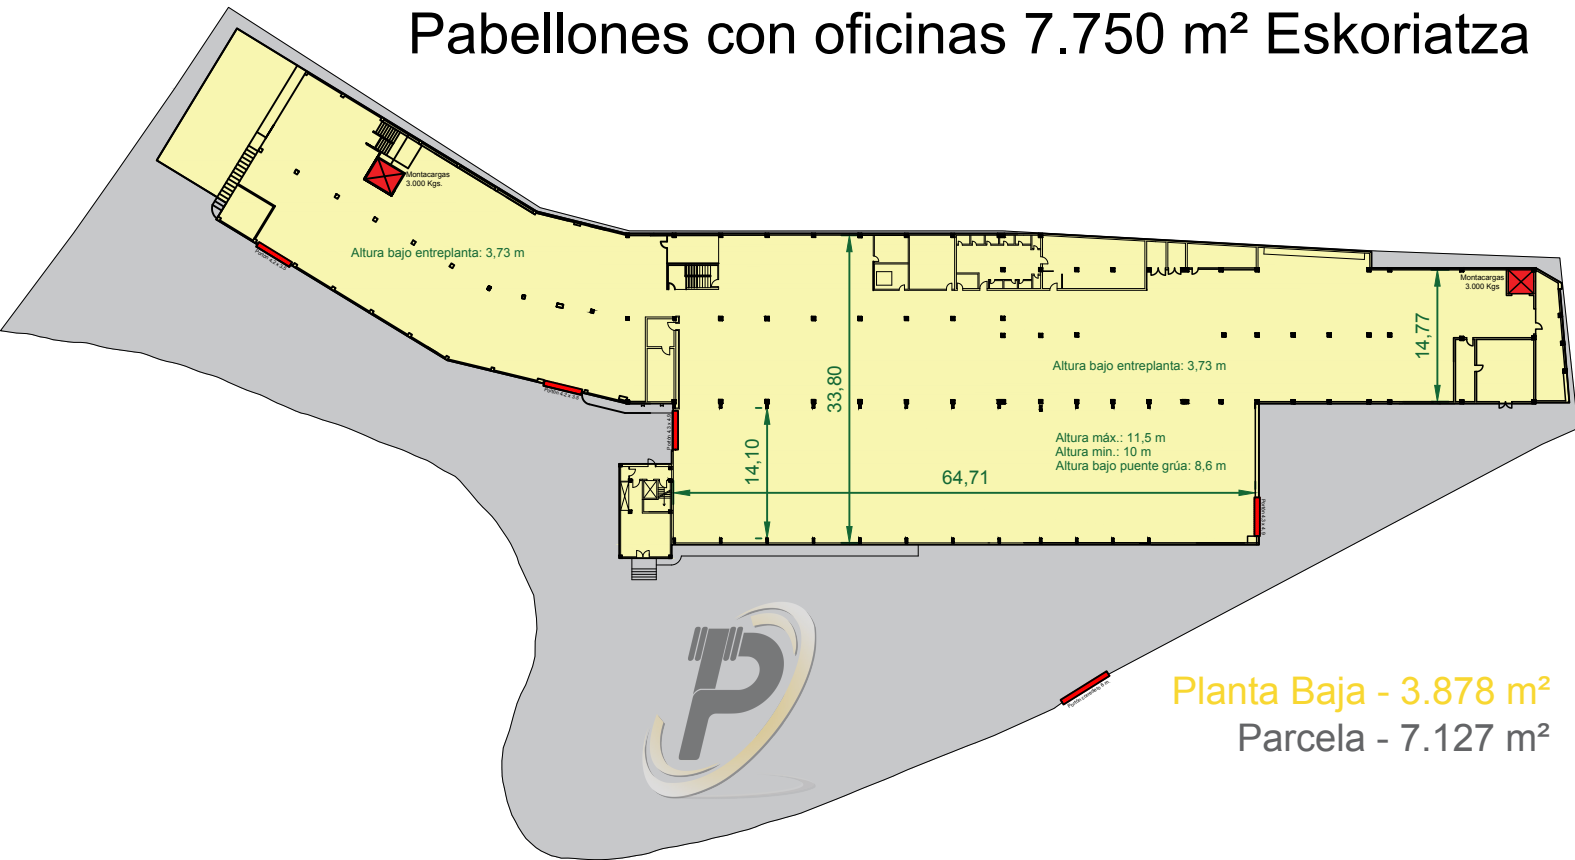 Pabellones con oficinas 7.750 m² Eskoriatza
Montacargas
3.000 Kgs.
Altura bajo entreplanta: 3,73 m
Montacargas
3.000 Kgs
14,77
33,80
Altura bajo entreplanta: 3,73 m
14,10
Altura máx.: 11,5 m
Altura min.: 10 m
Altura bajo puente grúa: 8,6 m
64,71
Planta Baja - 3.878 m²
Parcela - 7.127 m²